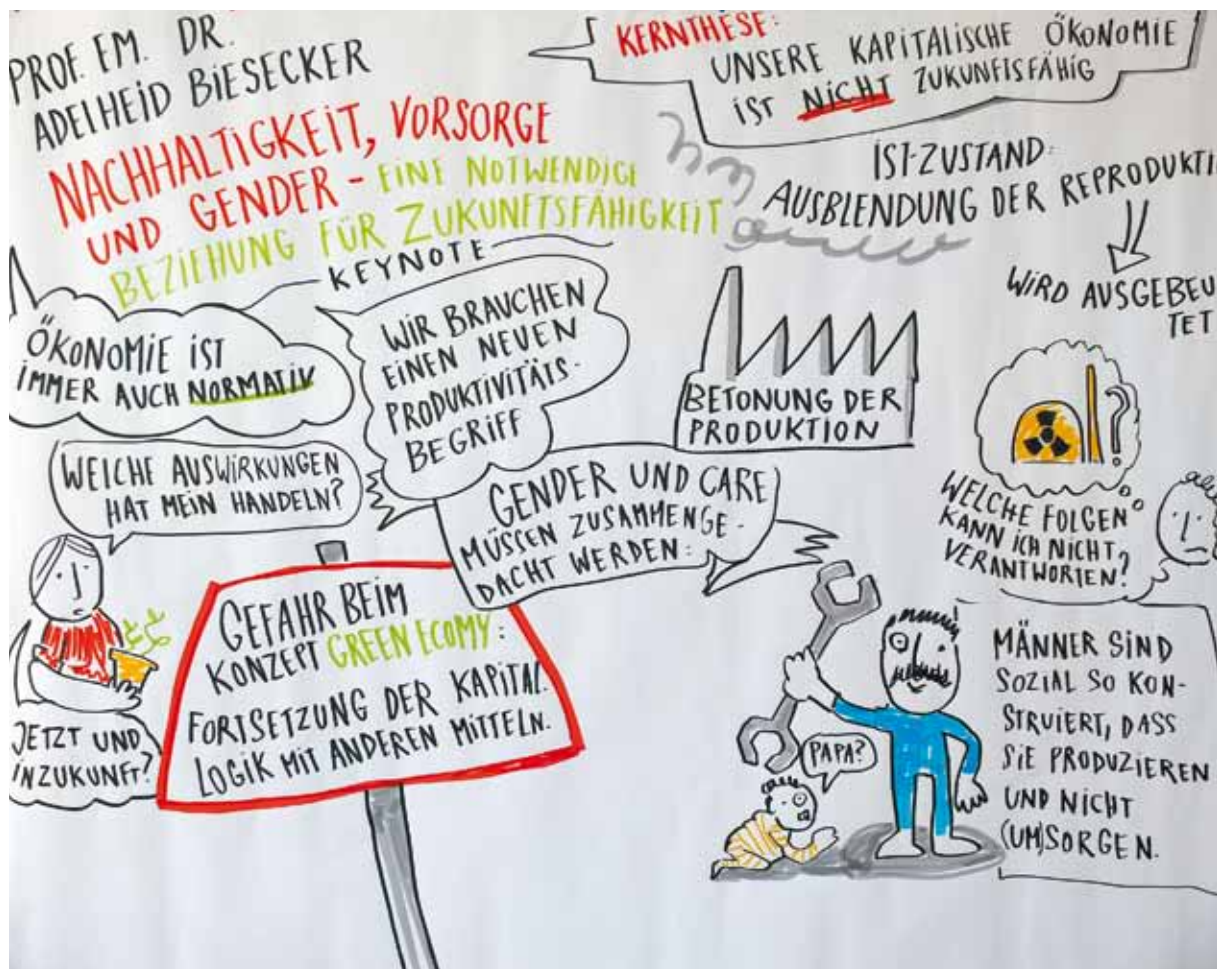 PROF. EM. DR.
ADELHEID BIESECKER
NACHHALTIGKEIT, VORSORGE
UND GENDER - EINE NOTWENDIGE
BEZIEHUNG FÜR ZUKUNFTSFÄHIGKEIT
KEYNOTE
KERNTHESE:
UNSERE KAPITALISCHE ÖKONOMIE
IST NICHT ZUKUNFTSFÄHIG
IST-ZUSTAND:
AUSBLENDUNG DER REPRODUKTI
WIRD AUSGEBEU
TET
ÖKONOMIE IST
IMMER AUCH NORMATIV
WIR BRAUCHEN
EINEN NEUEN
PRODUKTIVITÄTS-
BEGRIFF
BETONUNG DER
PRODUKTION
WELCHE AUSWIRKUNGEN
HAT MEIN HANDELN?
GENDER UND CARE
MÜSSEN ZUSAMMENGE-
DACHT WERDEN:
?
WELCHE FOLGEN
KANN ICH NICHT
VERANTWORTEN?
JETZT UND
INZUKUNFT?
GEFAHR BEIM
KONZEPT GREEN ECOMY:
FORTSETZUNG DER KAPITAL.
LOGIK MIT ANDEREN MITTELN.
PAPA?
MÄNNER SIND
SOZIAL SO KON-
STRUIERT, DASS
SIE PRODUZIEREN
UND NICHT
(UM)SORGEN.